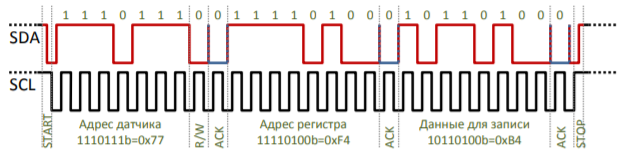 1 1 1 0 1 1 1 0 0 1 1 1 1 0 1 0 0 0 1 0 1 1 0 1 0 0 0
SDA
SCL
START
Адрес датчика
1110111b=0x77
R/W
ACK
Адрес регистра
11110100b=0xF4
ACK
Данные для записи
10110100b=0xB4
ACK
STOP